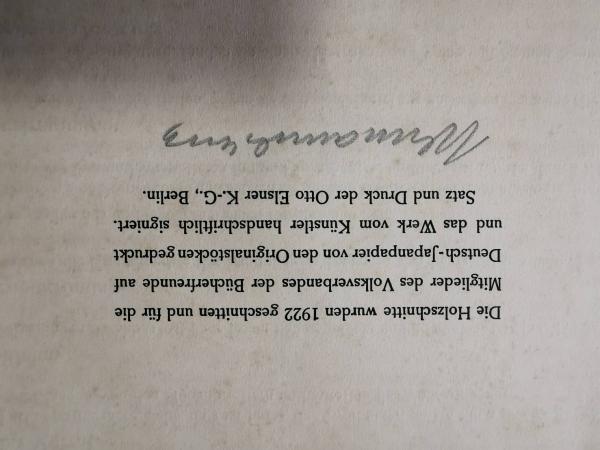 Die Holzschnitte wurden 1922 geschnitten und für die
Mitglieder des Volksverbandes der Bücherfreunde auf
Deutsch-Japanpapier von den Originalstöcken gedruckt
und das Werk vom Künstler handschriftlich signiert.
Satz und Druck der Otto Elsner K.-G., Berlin.